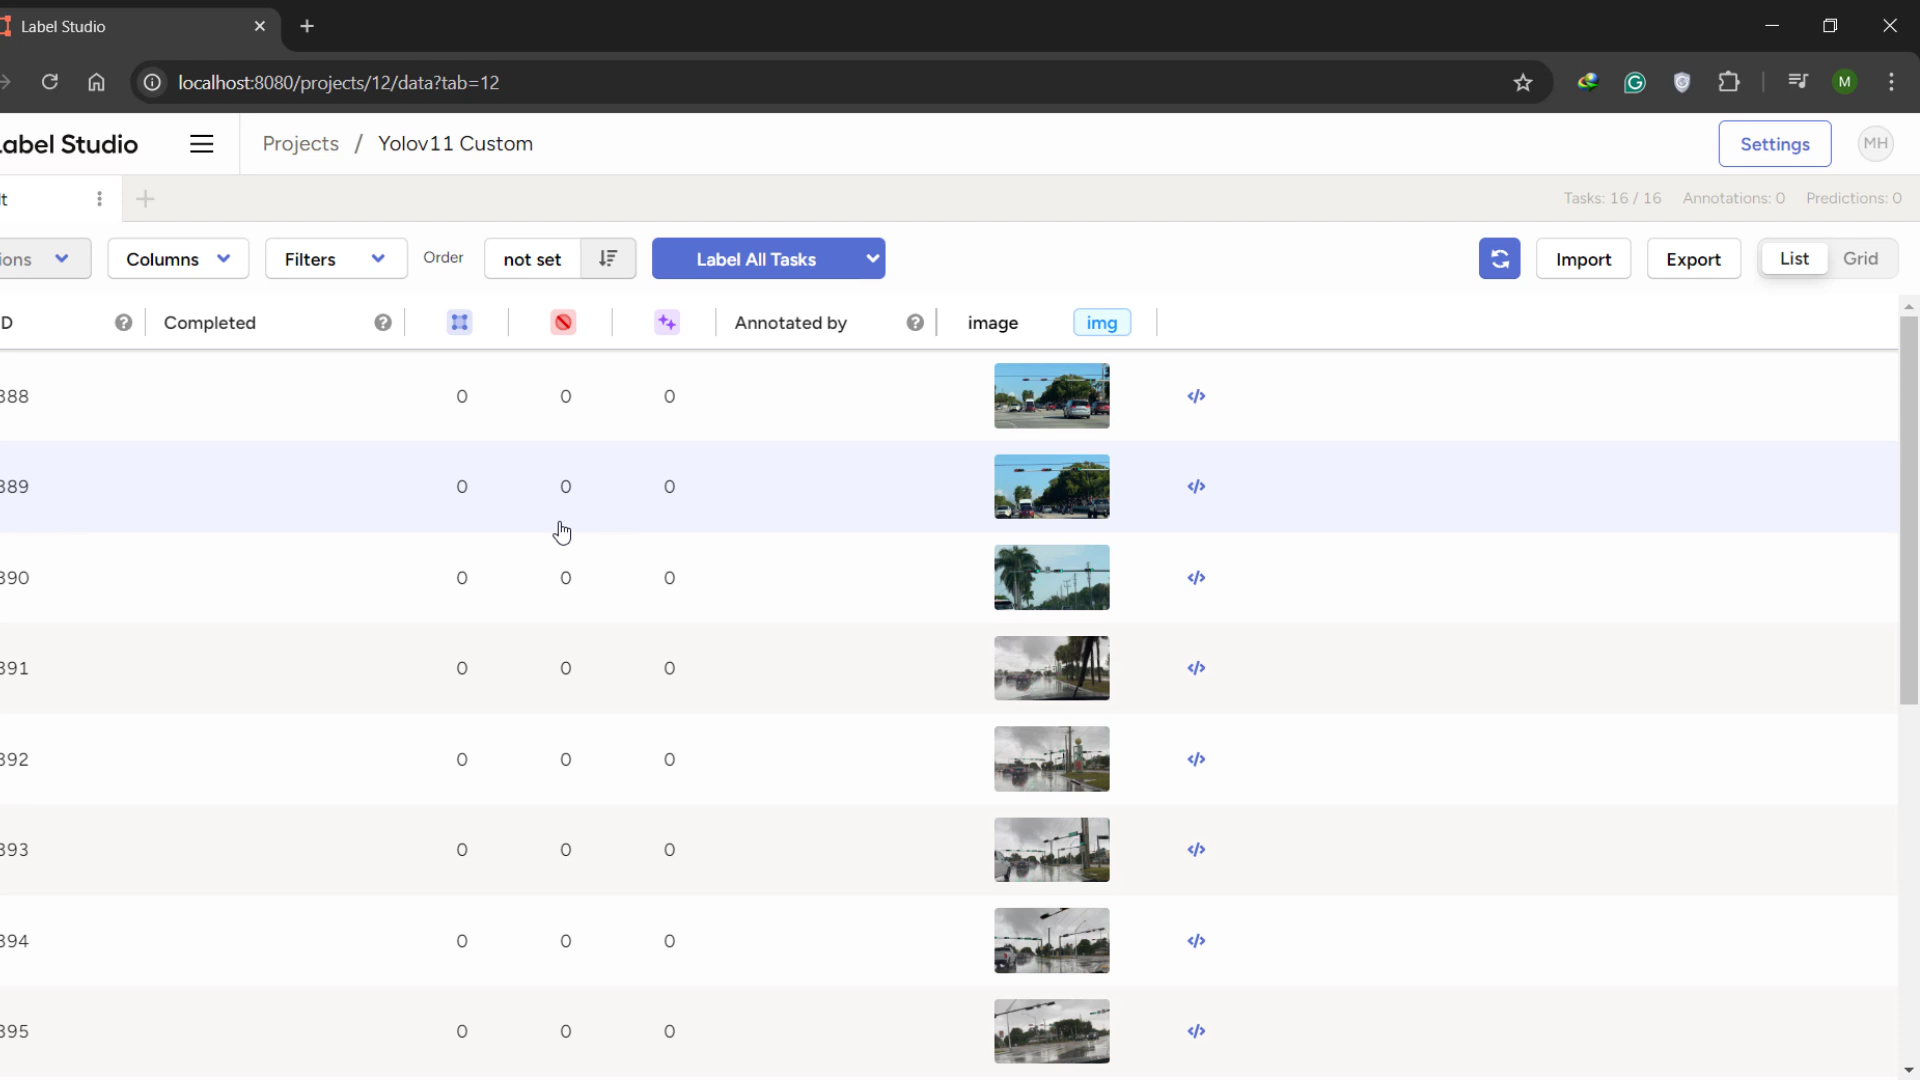 Label Studio
localhost:8080/projects/12/data?tab=12
M
abel Studio
Projects / Yolov11 Custom
Settings
MH
lt
Tasks: 16 / 16 Annotations: 0 Predictions: 0
ions
Columns
Filters
Order
not set
Label All Tasks
Import
Export
List
Grid
D
Completed
Annotated by
image
img
388 0 0 0 </>
389 0 0 0 </>
390 0 0 0 </>
391 0 0 0 </>
392 0 0 0 </>
393 0 0 0 </>
394 0 0 0 </>
395 0 0 0 </>